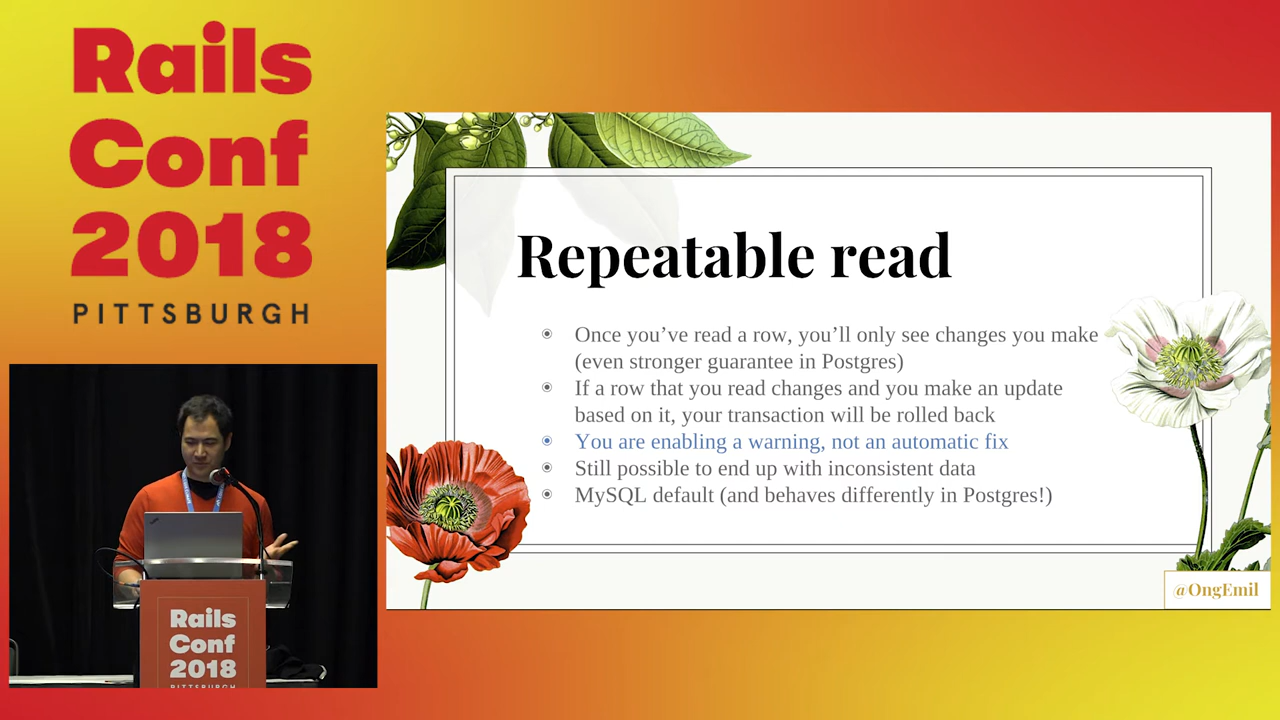 Rails
Conf
2018
PITTSBURGH
Repeatable read
Once you’ve read a row, you’ll only see changes you make
(even stronger guarantee in Postgres)
If a row that you read changes and you make an update
based on it, your transaction will be rolled back
You are enabling a warning, not an automatic fix
Still possible to end up with inconsistent data
MySQL default (and behaves differently in Postgres!)
@OngEmil
Rails
Conf
2018
PITTSBURGH